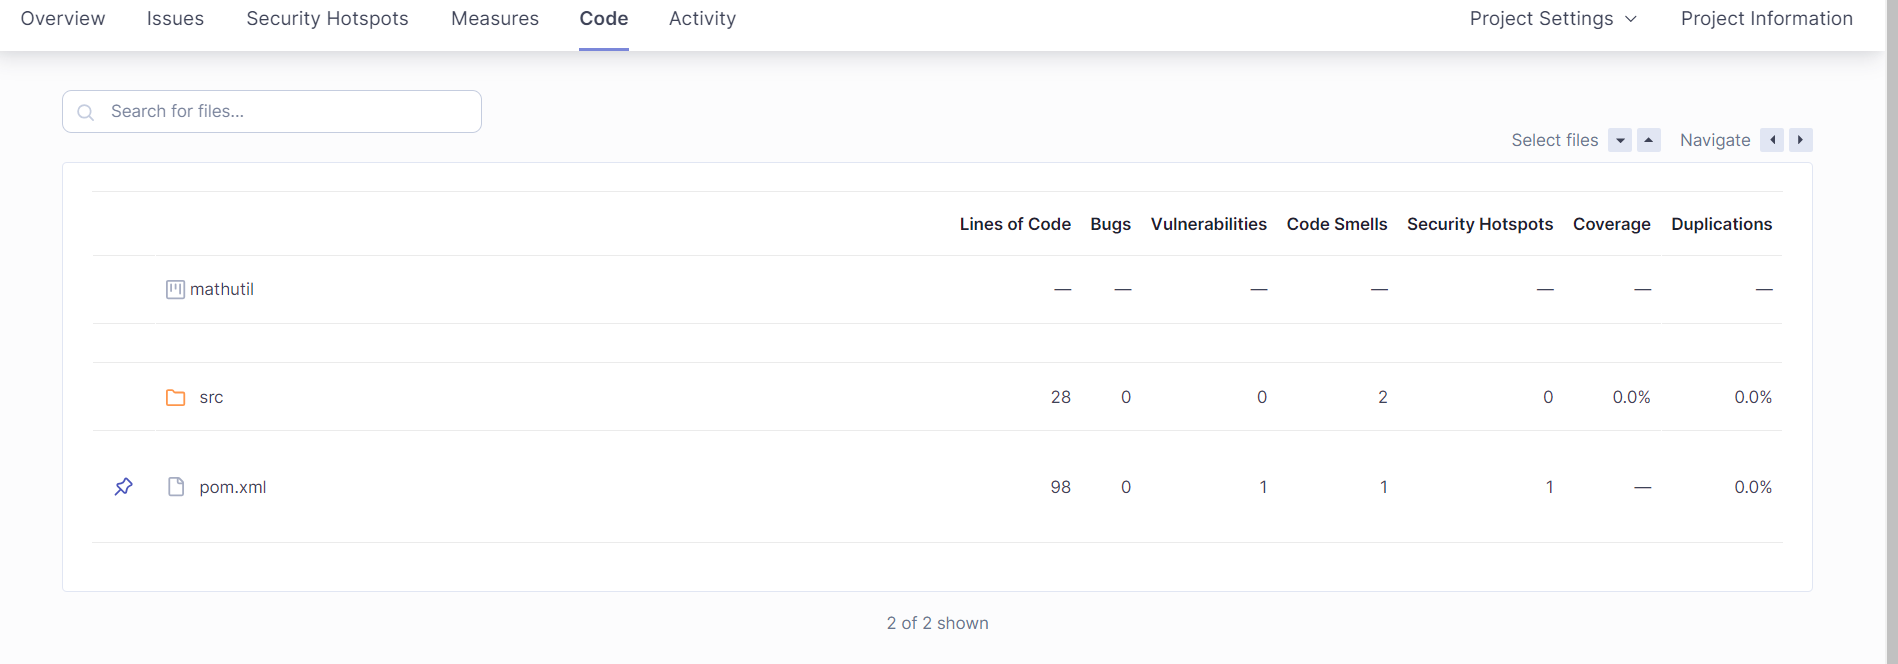 Overview Issues Security Hotspots Measures Code Activity Project Settings Project Information
Search for files...
Select files Navigate
Lines of Code Bugs Vulnerabilities Code Smells Security Hotspots Coverage Duplications
mathutil — — — — — — —
src 28 0 0 2 0 0.0% 0.0%
pom.xml 98 0 1 1 1 — 0.0%
2 of 2 shown